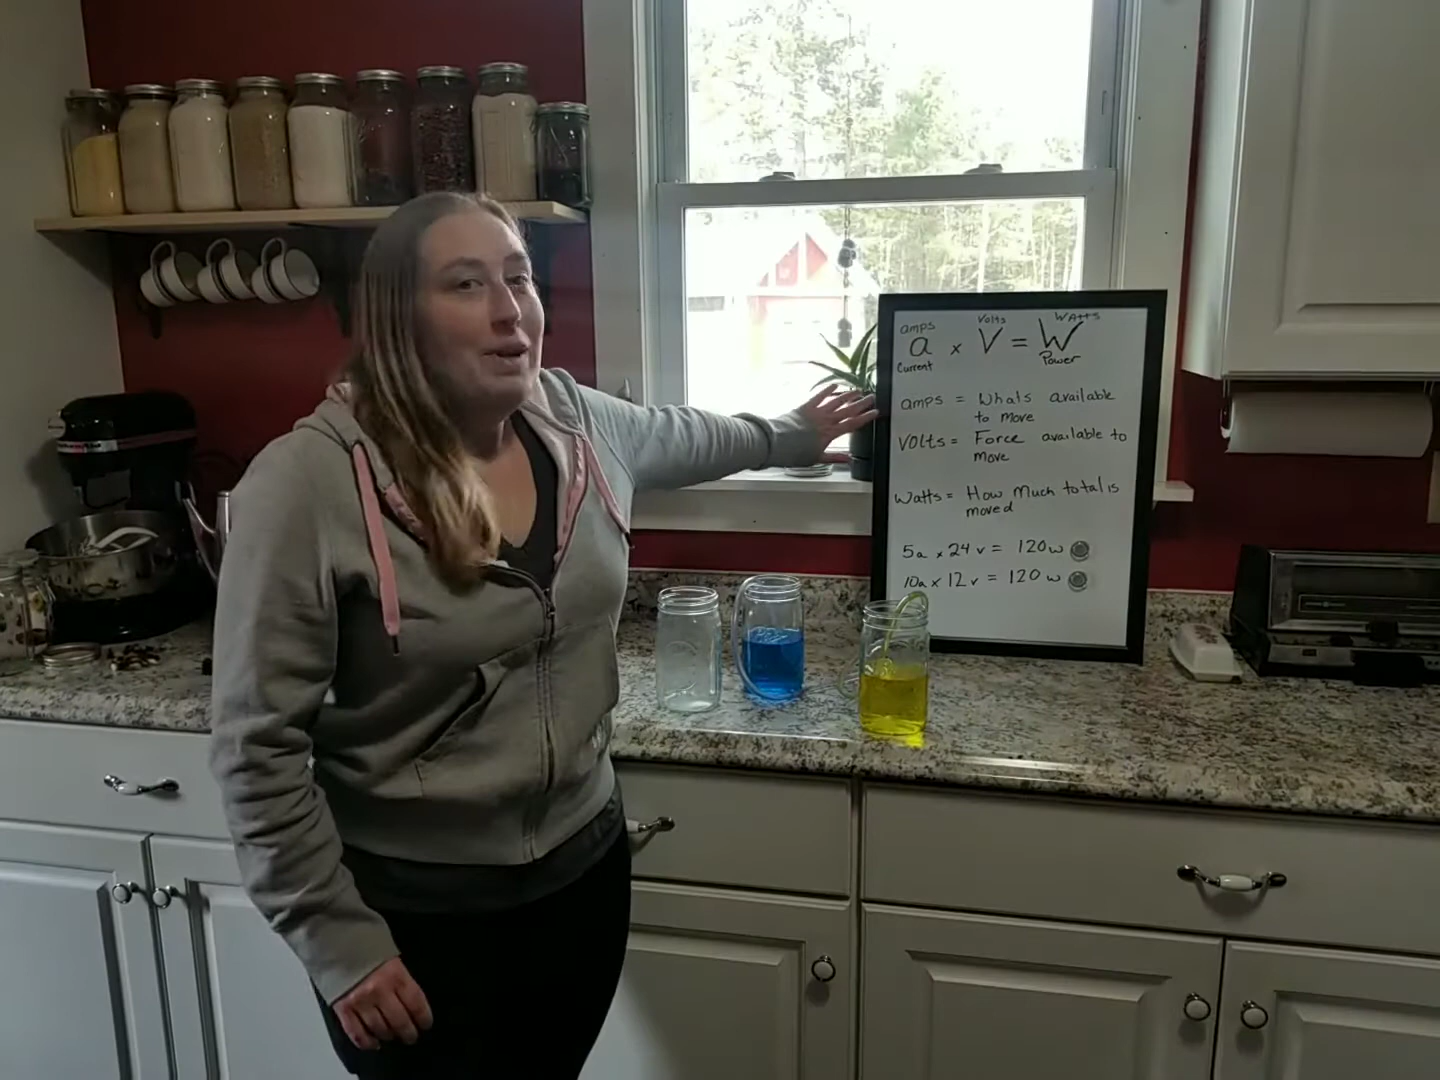 amps Volts WAtts
a x V = W
Current Power
amps = Whats available
to move
Volts = Force available to
move
Watts = How Much total is
moved
5a x 24 v = 120w
10a x 12 v = 120 w